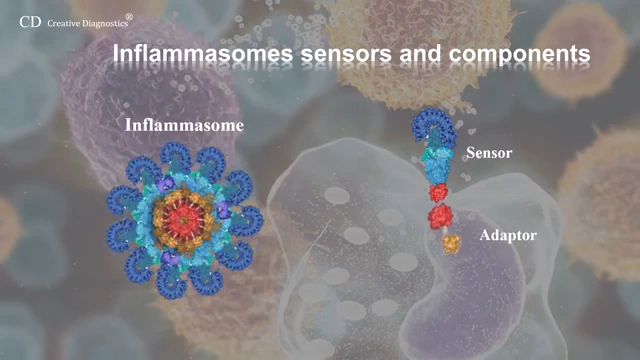 CD Creative Diagnostics®
Inflammasomes sensors and components
Inflammasome
Sensor
Adaptor